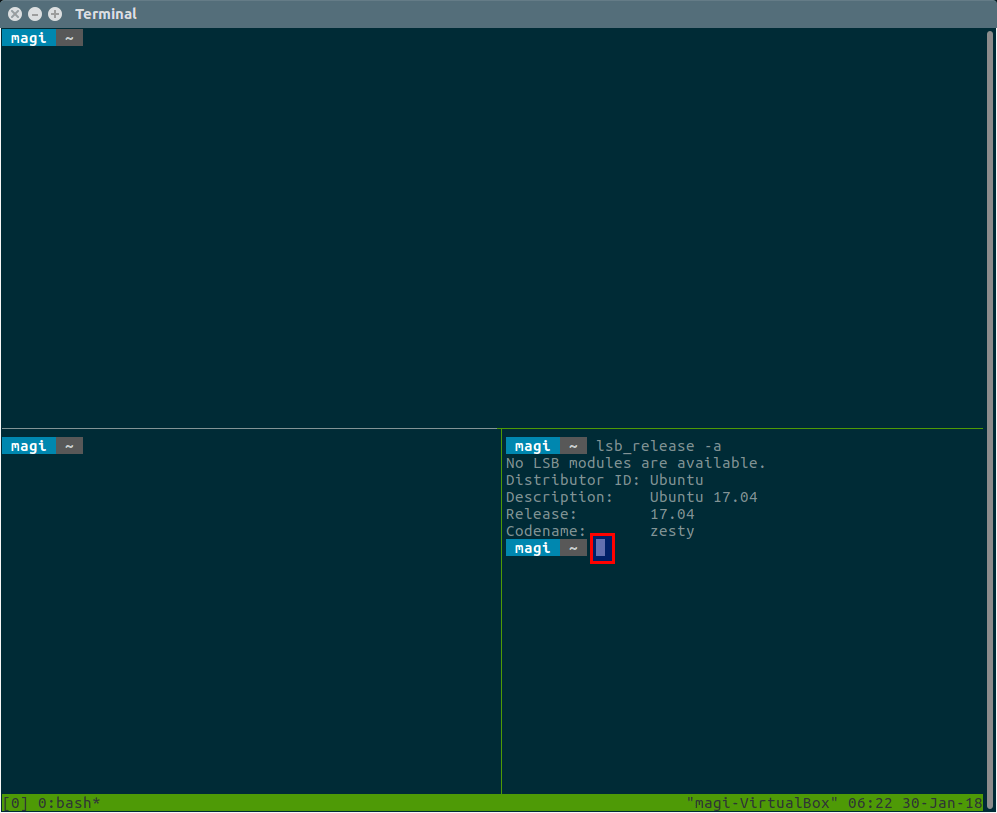 Terminal
magi ~
magi ~
magi ~ lsb_release -a
No LSB modules are available.
Distributor ID: Ubuntu
Description:    Ubuntu 17.04
Release:        17.04
Codename:       zesty
magi ~
[0] 0:bash*
"magi-VirtualBox" 06:22 30-Jan-18